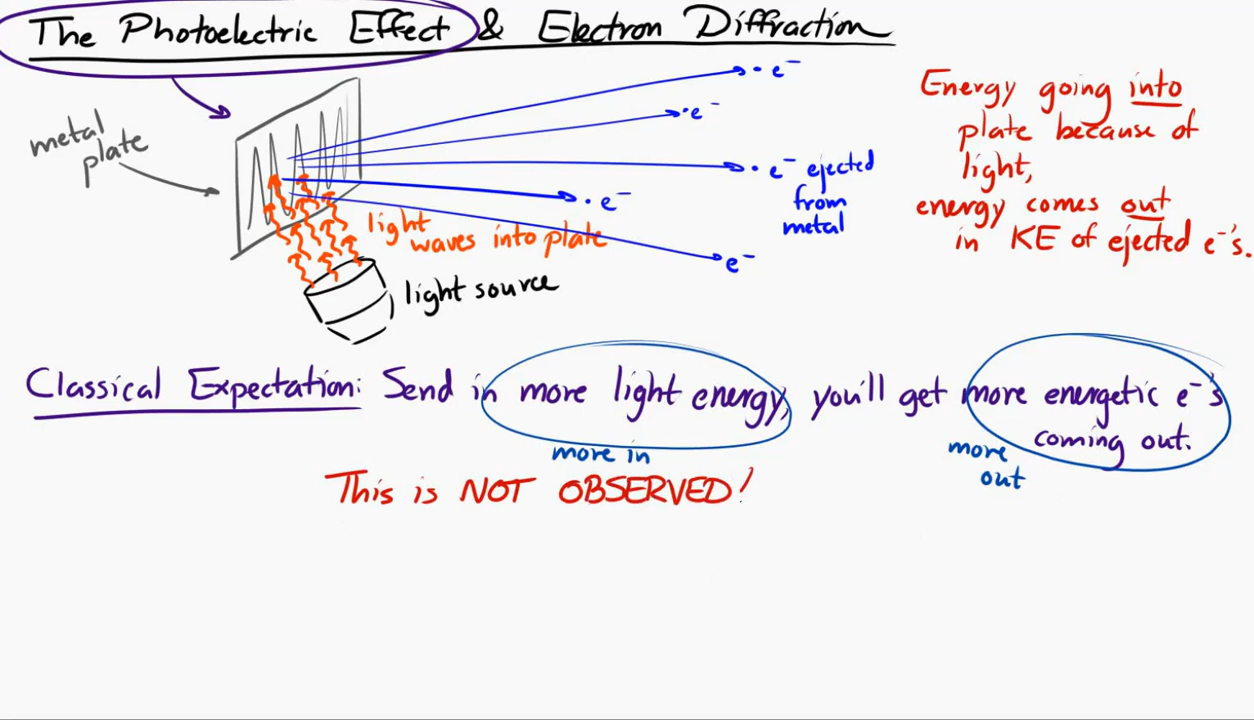 The Photoelectric Effect & Electron Diffraction
metal
plate
e⁻
e⁻
e⁻ ejected
from
metal
e⁻
e⁻
light
waves into plate
light source
Energy going into
plate because of
light,
energy comes out
in KE of ejected e⁻'s.
Classical Expectation: Send in more light energy, you'll get more energetic e⁻'s
coming out.
more in
more
out
This is NOT OBSERVED!